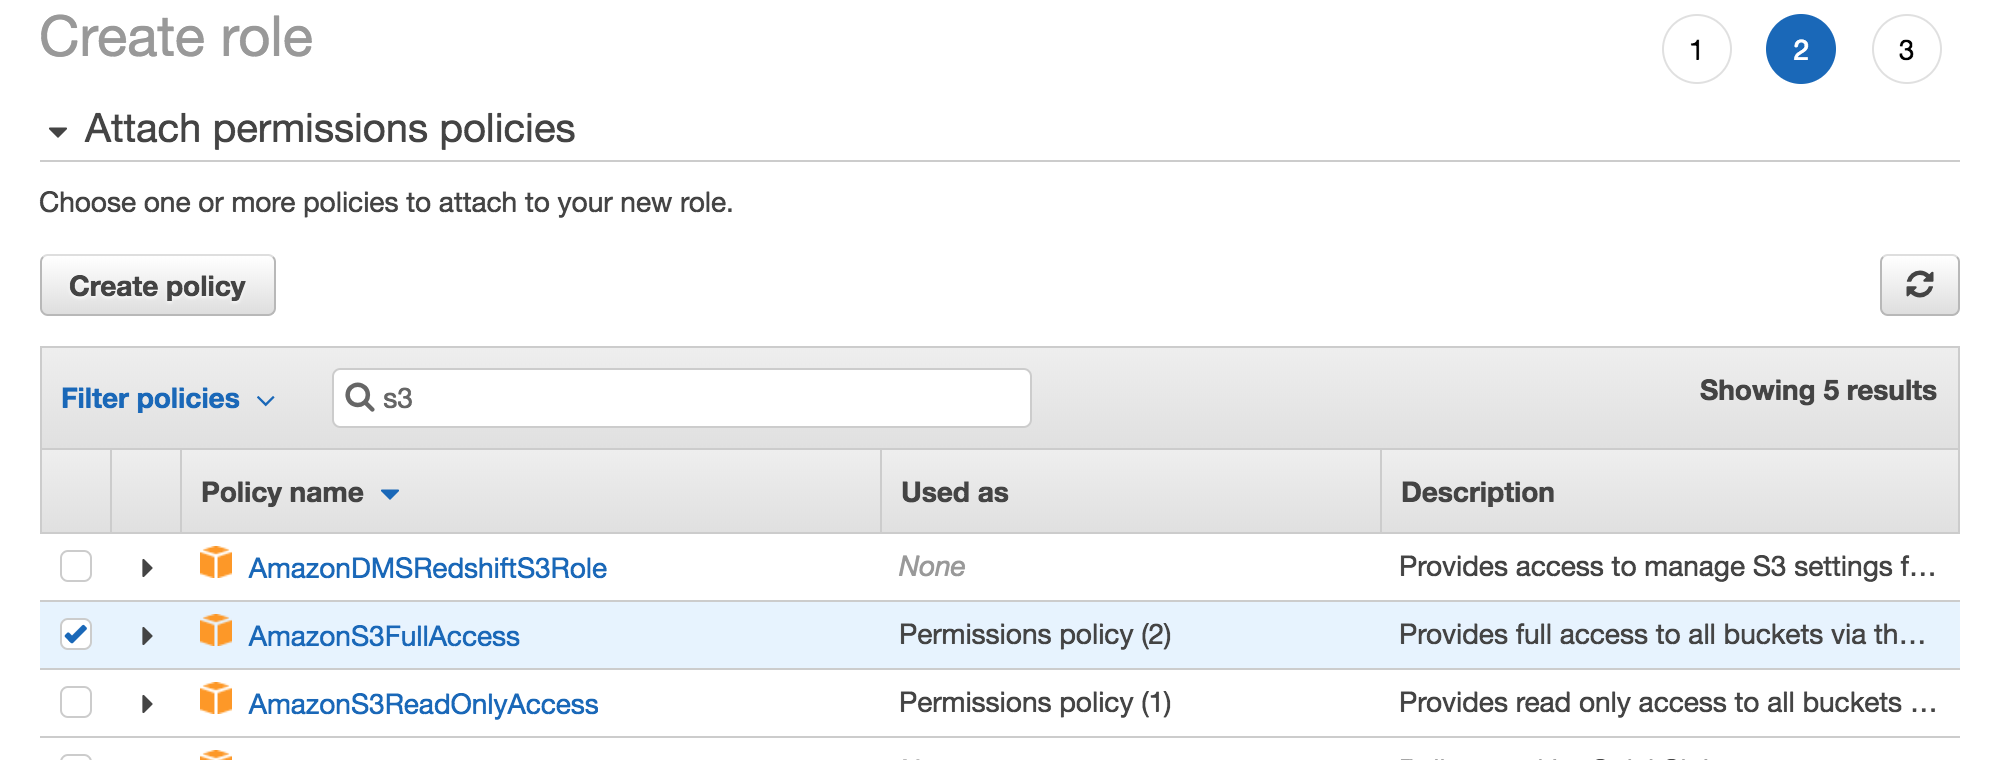 Create role
1 2 3
Attach permissions policies
Choose one or more policies to attach to your new role.
Create policy
Filter policies s3 Showing 5 results
Policy name Used as Description
AmazonDMSRedshiftS3Role None Provides access to manage S3 settings f...
AmazonS3FullAccess Permissions policy (2) Provides full access to all buckets via th...
AmazonS3ReadOnlyAccess Permissions policy (1) Provides read only access to all buckets ...